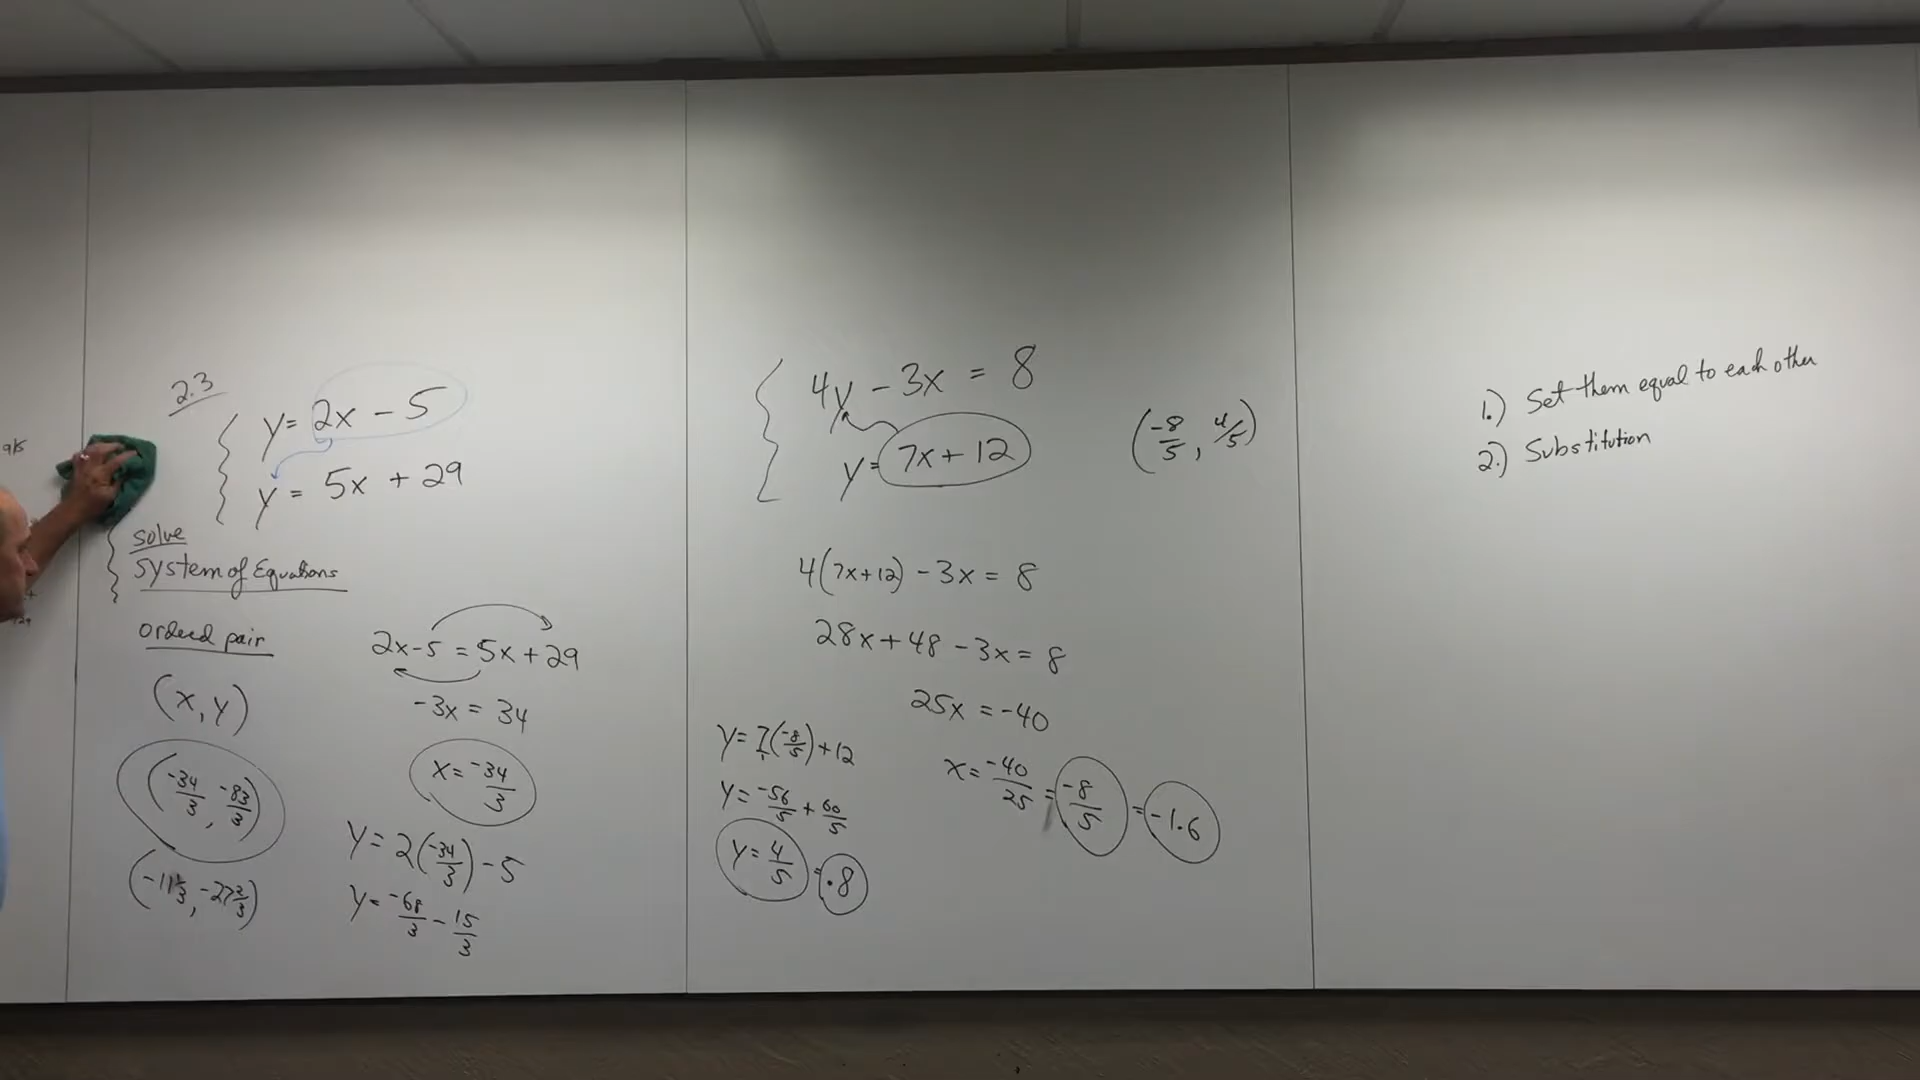 2.3
y = 2x - 5
y = 5x + 29
solve
System of Equations
ordered pair
(x, y)
(-34/3, -83/3)
(-11 1/3, -27 2/3)
2x-5 = 5x+29
-3x = 34
x = -34/3
y = 2(-34/3) - 5
y = -68/3 - 15/3
4y - 3x = 8
y = 7x + 12
(-8/5, 4/5)
4(7x+12) - 3x = 8
28x + 48 - 3x = 8
25x = -40
x = -40/25 = -8/5 = -1.6
y = 7(-8/5) + 12
y = -56/5 + 60/5
y = 4/5 = .8
1.) Set them equal to each other
2.) Substitution